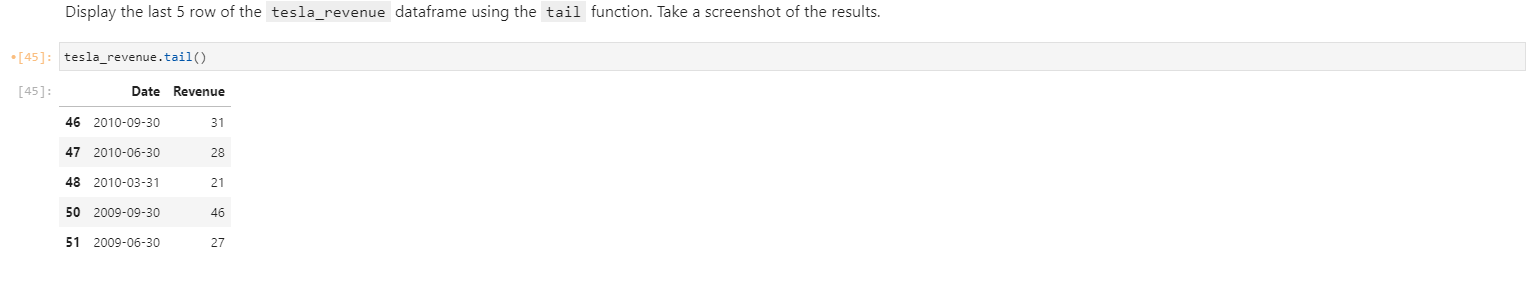 Display the last 5 row of the tesla_revenue dataframe using the tail function. Take a screenshot of the results.
•[45]: tesla_revenue.tail()
[45]: Date Revenue
46 2010-09-30 31
47 2010-06-30 28
48 2010-03-31 21
50 2009-09-30 46
51 2009-06-30 27